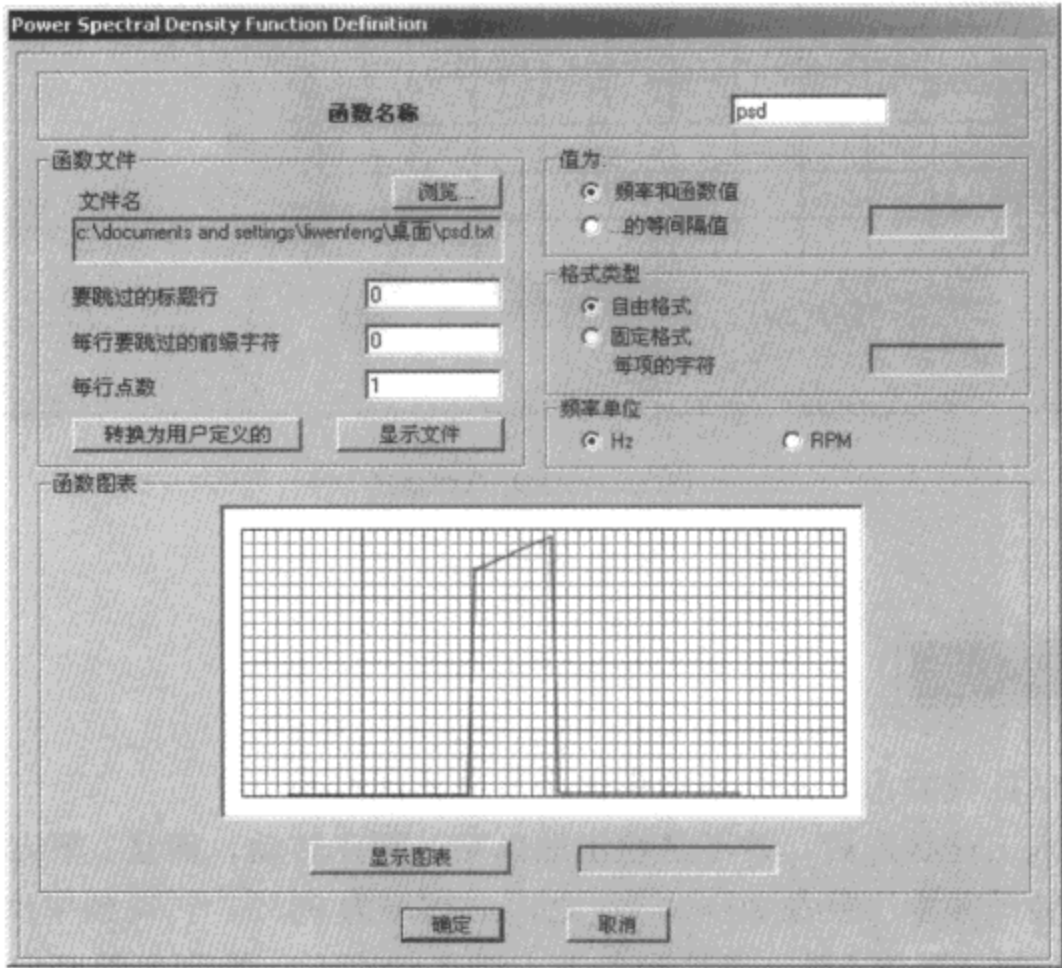 Power Spectral Density Function Definition
函数名称
psd
函数文件
文件名
浏览...
c:\documents and settings\liwenfeng\桌面\psd.txt
要跳过的标题行
0
每行要跳过的前缀字符
0
每行点数
1
转换为用户定义的
显示文件
值为:
频率和函数值
...的等间隔值
格式类型
自由格式
固定格式
每项的字符
频率单位
Hz
RPM
函数图表
显示图表
确定
取消